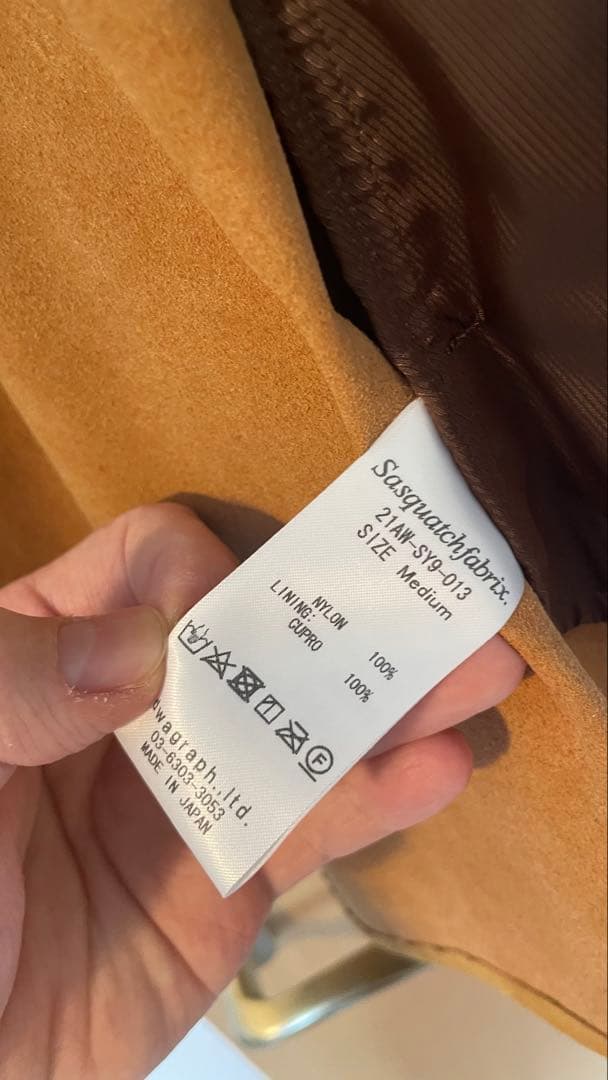 Sasquatchfabrix.
21AW-SY9-013
SIZE Medium
NYLON 100%
LINING:
CUPRO 100%
F
03-6303-3053
MADE IN JAPAN